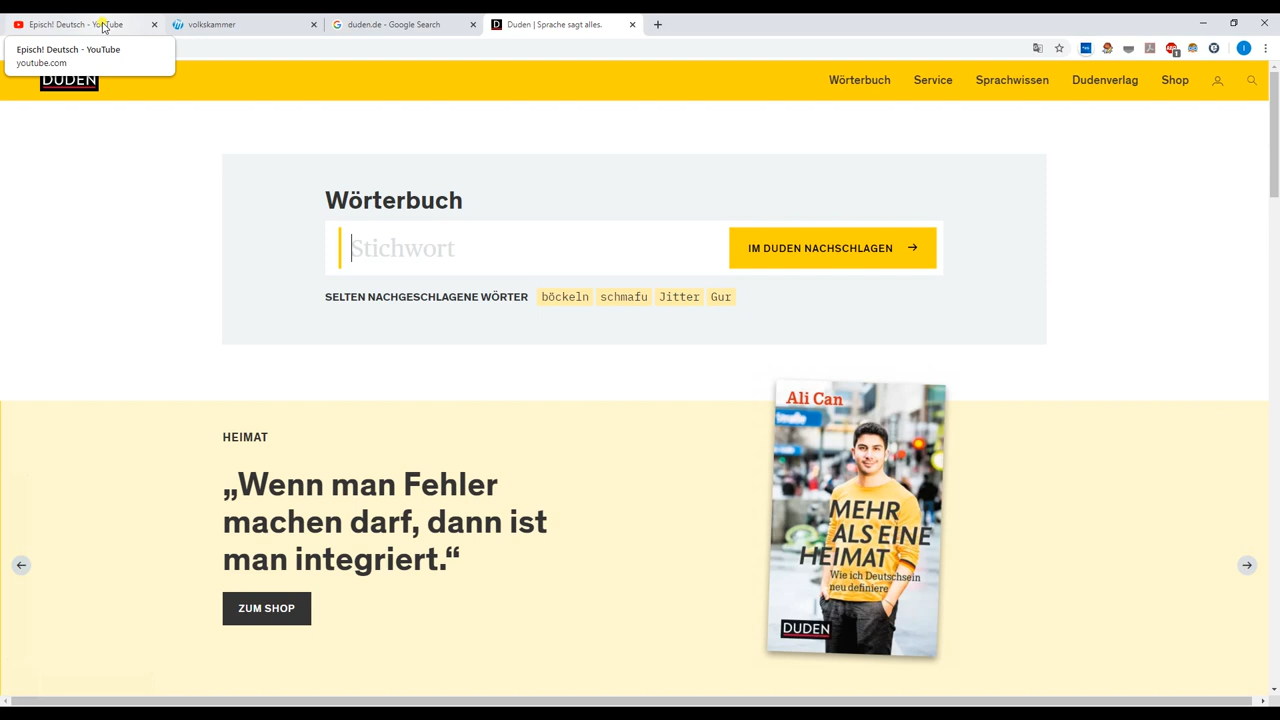 Episch! Deutsch - YouTube
volkskammer
duden.de - Google Search
Duden | Sprache sagt alles.
Episch! Deutsch - YouTube
youtube.com
DUDEN
Wörterbuch
Service
Sprachwissen
Dudenverlag
Shop
Wörterbuch
Stichwort
IM DUDEN NACHSCHLAGEN
SELTEN NACHGESCHLAGENE WÖRTER böckeln schmafu Jitter Gur
HEIMAT
„Wenn man Fehler
machen darf, dann ist
man integriert.“
ZUM SHOP
Ali Can
MEHR
ALS EINE
HEIMAT
Wie ich Deutschsein
neu definiere
DUDEN